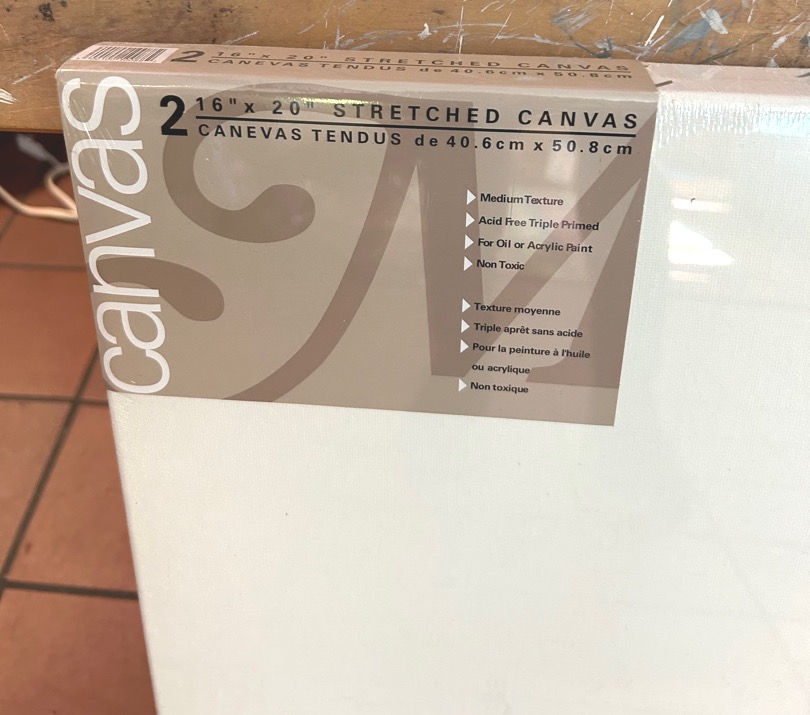 2 16"x 20" STRETCHED CANVAS
CANEVAS TENDUS de 40.6cm x 50.8cm
canvas
2 16"x 20" STRETCHED CANVAS
CANEVAS TENDUS de 40.6cm x 50.8cm
Medium Texture
Acid Free Triple Primed
For Oil or Acrylic Paint
Non Toxic
Texture moyenne
Triple aprêt sans acide
Pour la peinture à l'huile
ou acrylique
Non toxique